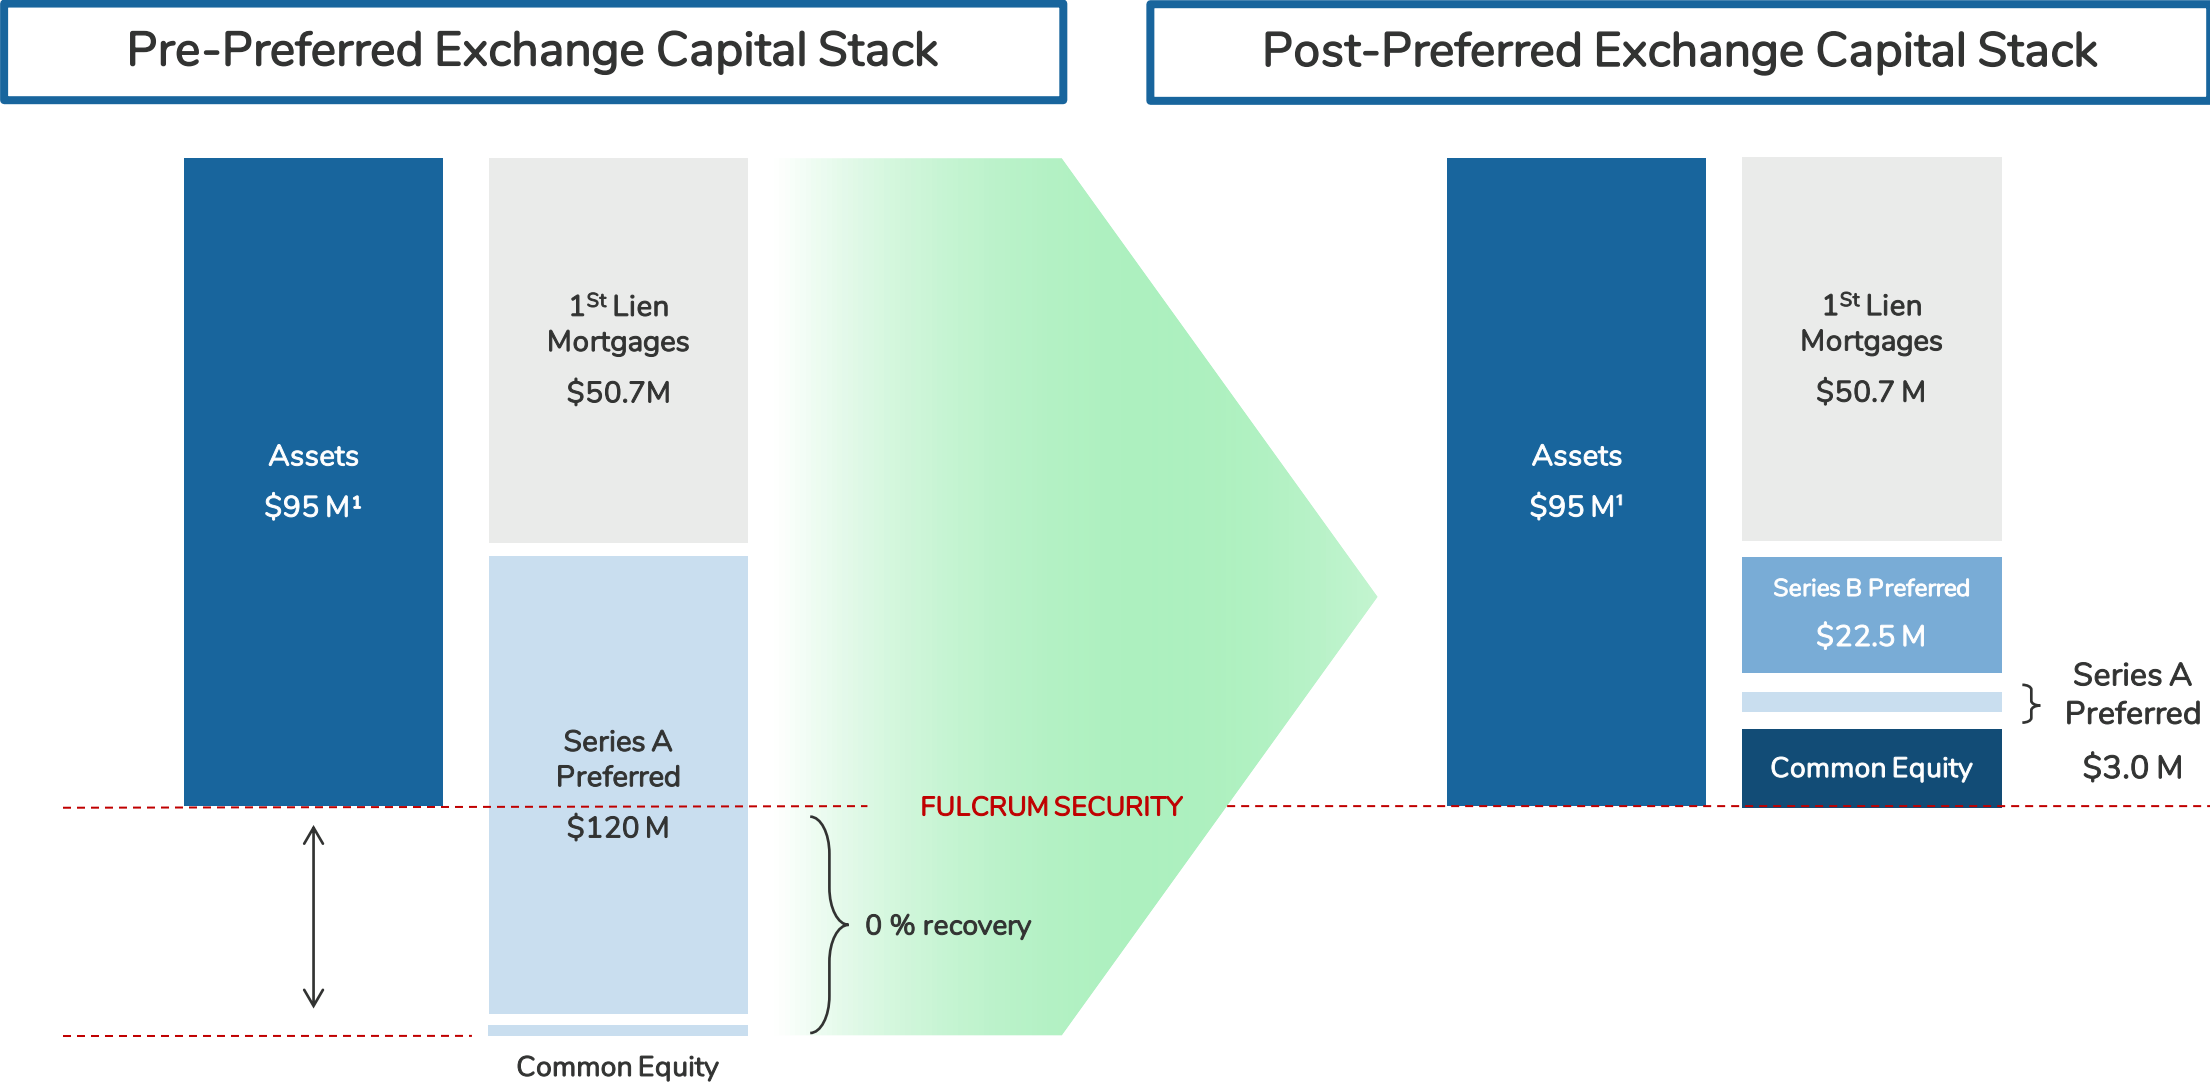 Pre-Preferred Exchange Capital Stack
Post-Preferred Exchange Capital Stack
Assets
$95 M¹
1St Lien
Mortgages
$50.7M
Series A
Preferred
$120 M
Common Equity
FULCRUM SECURITY
0 % recovery
Assets
$95 M¹
1St Lien
Mortgages
$50.7 M
Series B Preferred
$22.5 M
Series A
Preferred
$3.0 M
Common Equity